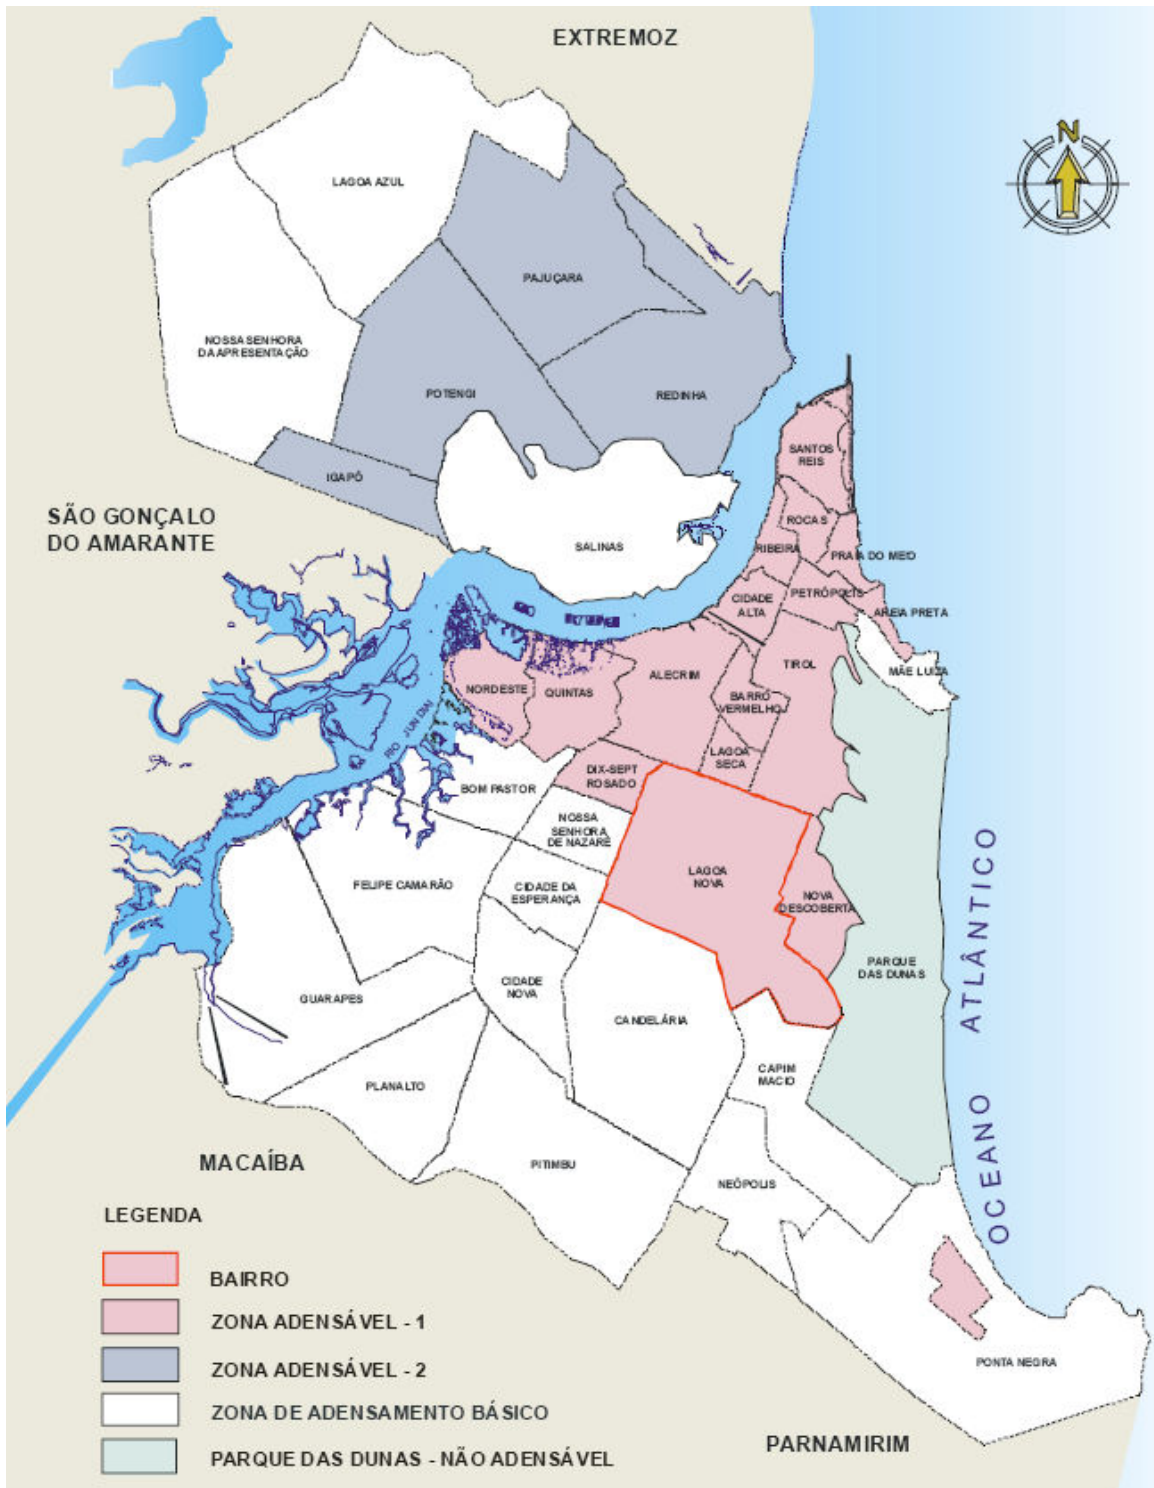 EXTREMOZ
N
LAGOA AZUL
PAJUÇARA
NOSSA SENHORA
DA APRESENTAÇÃO
POTENGI
REDINHA
IGAPÓ
SANTOS
REIS
SÃO GONÇALO
DO AMARANTE
ROCAS
SALINAS
RIBEIRA
PRAIA DO MEIO
CIDADE
ALTA
PETRÓPOLIS
AREIA PRETA
MÃE LUIZA
TIROL
ALECRIM
NORDESTE
QUINTAS
BARRO
VERMELHO
RIO JUNDIAÍ
LAGOA
SECA
DIX-SEPT
ROSADO
BOM PASTOR
NOSSA
SENHORA
DE NAZARÉ
LAGOA
NOVA
FELIPE CAMARÃO
CIDADE DA
ESPERANÇA
NOVA
DESCOBERTA
PARQUE
DAS DUNAS
OCEANO ATLÂNTICO
GUARAPES
CIDADE
NOVA
CANDELÁRIA
CAPIM
MACIO
PLANALTO
MACAÍBA
PITIMBU
NEÓPOLIS
PONTA NEGRA
PARNAMIRIM
LEGENDA
BAIRRO
ZONA ADENSÁVEL - 1
ZONA ADENSÁVEL - 2
ZONA DE ADENSAMENTO BÁSICO
PARQUE DAS DUNAS - NÃO ADENSÁVEL